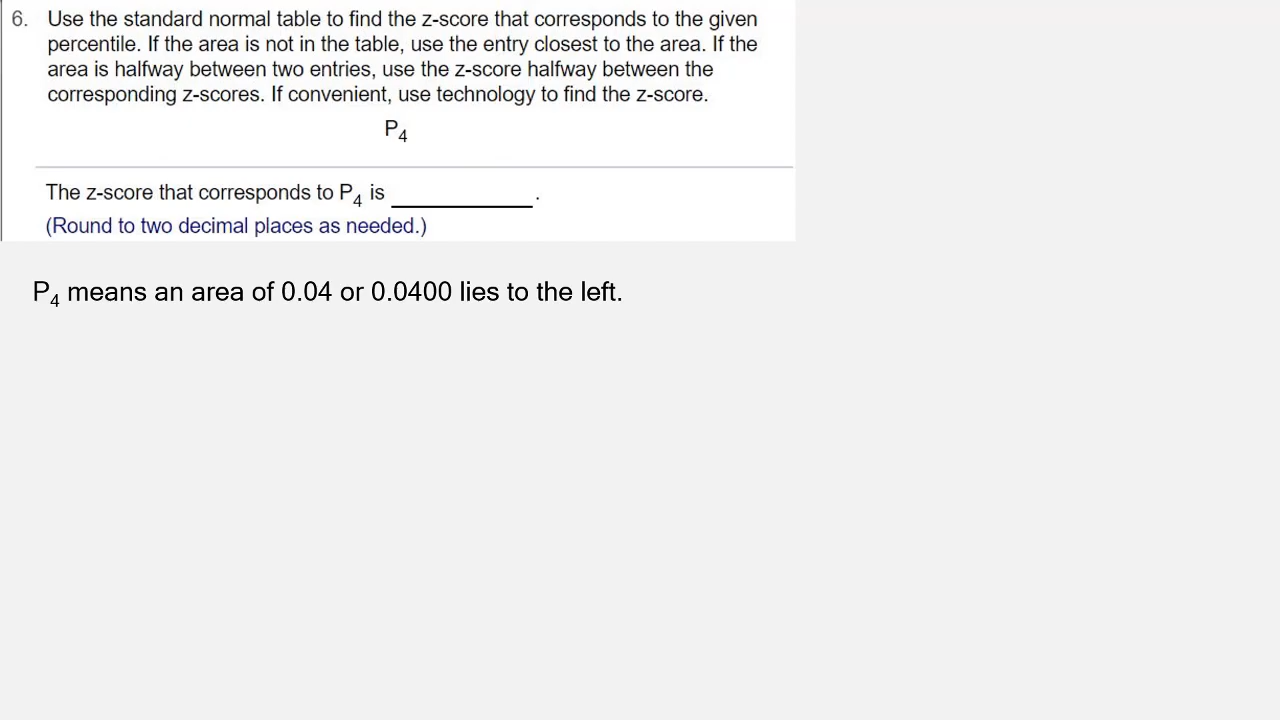 6. Use the standard normal table to find the z-score that corresponds to the given
percentile. If the area is not in the table, use the entry closest to the area. If the
area is halfway between two entries, use the z-score halfway between the
corresponding z-scores. If convenient, use technology to find the z-score.
P₄
The z-score that corresponds to P₄ is ____________.
(Round to two decimal places as needed.)
P₄ means an area of 0.04 or 0.0400 lies to the left.